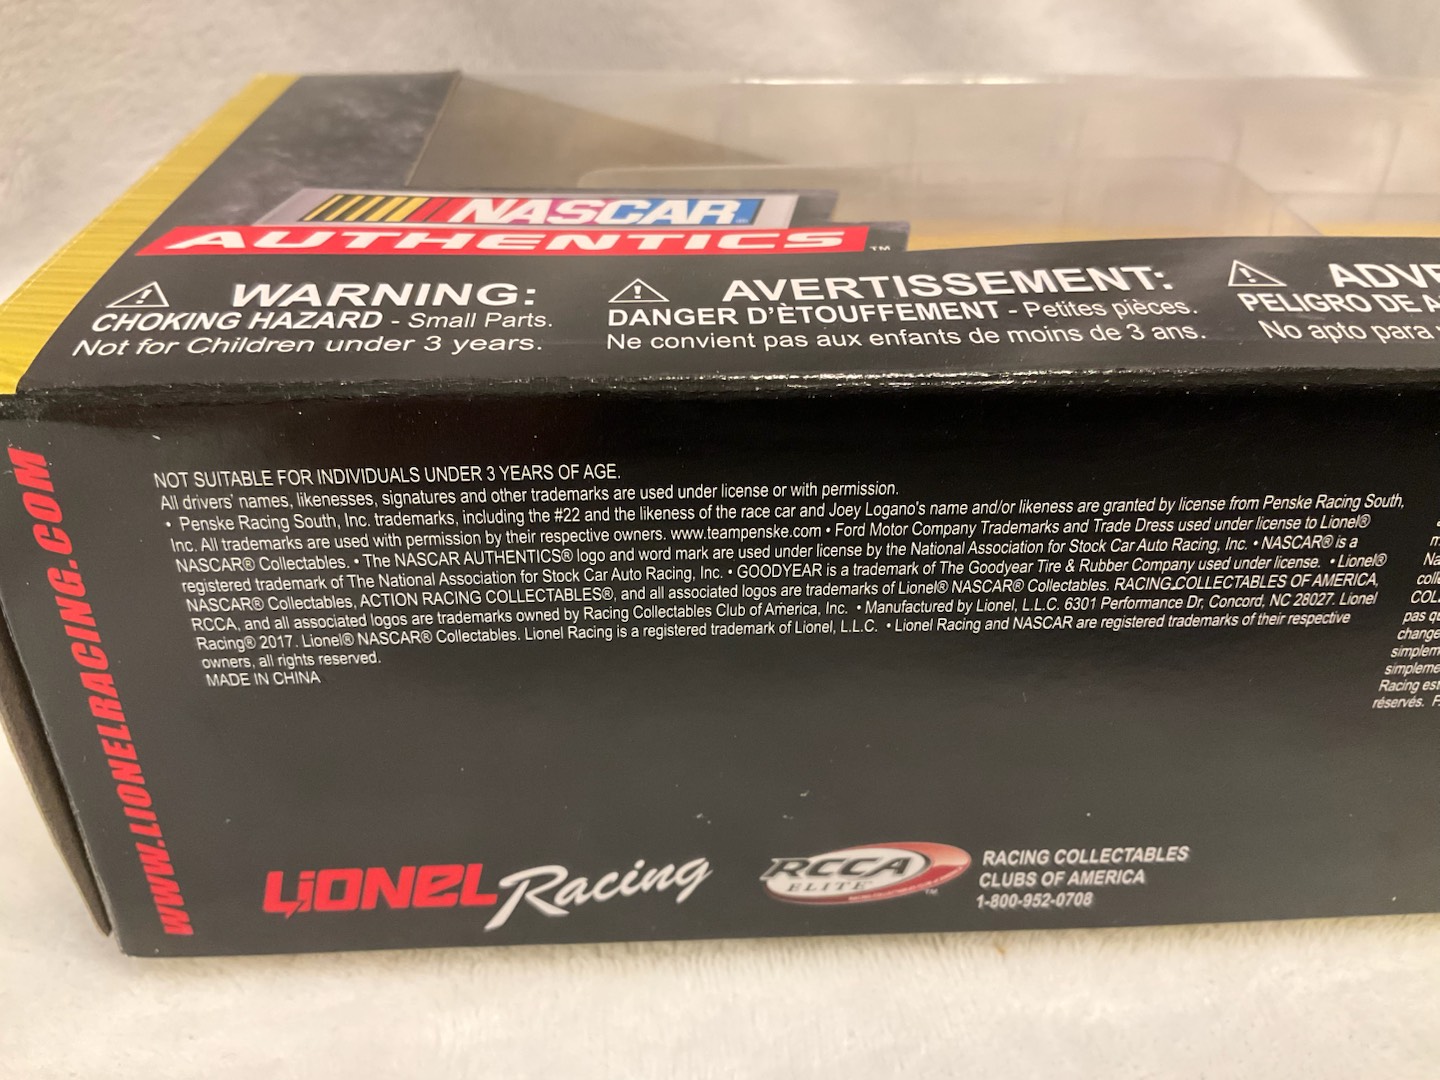 NASCAR
AUTHENTICS™
WARNING:
CHOKING HAZARD - Small Parts.
Not for Children under 3 years.
AVERTISSEMENT:
DANGER D'ÈTOUFFEMENT - Petites pièces.
Ne convient pas aux enfants de moins de 3 ans.
ADV
PELIGRO DE A
No apto para
WWW.LIONELRACING.COM
NOT SUITABLE FOR INDIVIDUALS UNDER 3 YEARS OF AGE.
All drivers' names, likenesses, signatures and other trademarks are used under license or with permission.
• Penske Racing South, Inc. trademarks, including the #22 and the likeness of the race car and Joey Logano's name and/or likeness are granted by license from Penske Racing South,
Inc. All trademarks are used with permission by their respective owners. www.teampenske.com • Ford Motor Company Trademarks and Trade Dress used under license to Lionel®
NASCAR® Collectables. • The NASCAR AUTHENTICS® logo and word mark are used under license by the National Association for Stock Car Auto Racing, Inc. • NASCAR® is a
registered trademark of The National Association for Stock Car Auto Racing, Inc. • GOODYEAR is a trademark of The Goodyear Tire & Rubber Company used under license. • Lionel®
NASCAR® Collectables, ACTION RACING COLLECTABLES®, and all associated logos are trademarks of Lionel® NASCAR® Collectables. RACING COLLECTABLES OF AMERICA,
RCCA, and all associated logos are trademarks owned by Racing Collectables Club of America, Inc. • Manufactured by Lionel, L.L.C. 6301 Performance Dr, Concord, NC 28027. Lionel
Racing® 2017. Lionel® NASCAR® Collectables. Lionel Racing is a registered trademark of Lionel, L.L.C. • Lionel Racing and NASCAR are registered trademarks of their respective
owners, all rights reserved.
MADE IN CHINA
m
Na
colle
COL
pas qu
change
simplem
simpleme
Racing est
réservés. F
LIONEL Racing
RCCA
ELITE
™
RACING COLLECTABLES
CLUBS OF AMERICA
1-800-952-0708